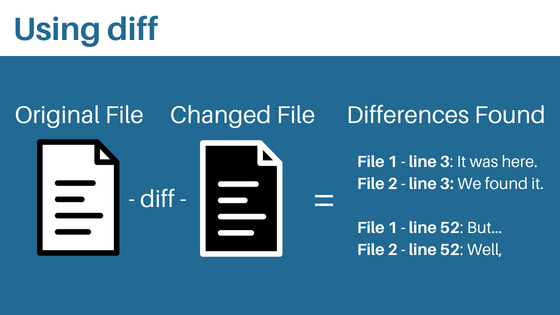 Using diff
Original File
Changed File
Differences Found
- diff -
=
File 1 - line 3: It was here.
File 2 - line 3: We found it.
File 1 - line 52: But...
File 2 - line 52: Well,